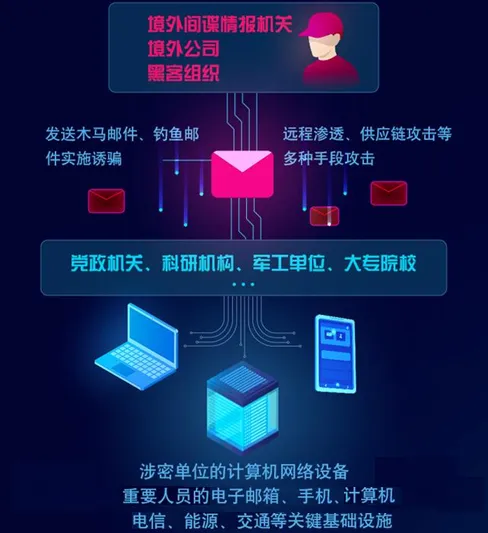 境外间谍情报机关
境外公司
黑客组织
发送木马邮件、钓鱼邮
件实施诱骗
远程渗透、供应链攻击等
多种手段攻击
党政机关、科研机构、军工单位、大专院校
...
涉密单位的计算机网络设备
重要人员的电子邮箱、手机、计算机
电信、能源、交通等关键基础设施